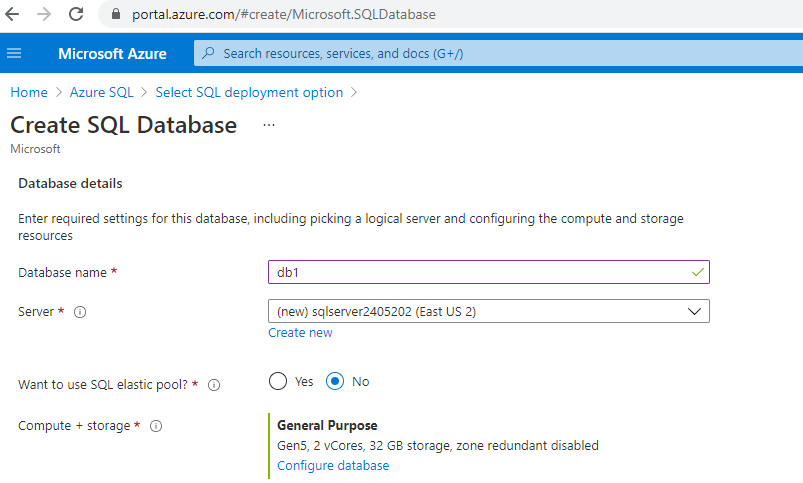 portal.azure.com/#create/Microsoft.SQLDatabase
Microsoft Azure
Search resources, services, and docs (G+/)
Home > Azure SQL > Select SQL deployment option >
Create SQL Database ...
Microsoft
Database details
Enter required settings for this database, including picking a logical server and configuring the compute and storage
resources
Database name *
db1
Server *
(new) sqlserver2405202 (East US 2)
Create new
Want to use SQL elastic pool? *
Yes
No
Compute + storage *
General Purpose
Gen5, 2 vCores, 32 GB storage, zone redundant disabled
Configure database